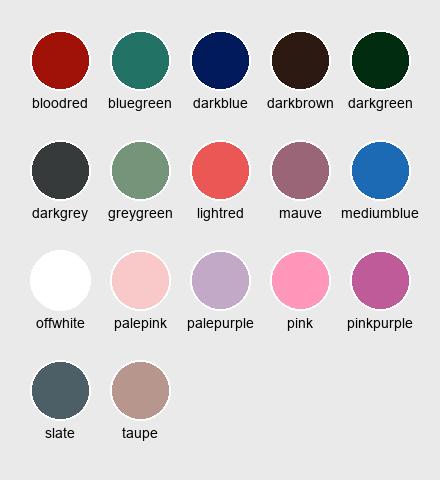 bloodred bluegreen darkblue darkbrown darkgreen
darkgrey greygreen lightred mauve mediumblue
offwhite palepink palepurple pink pinkpurple
slate taupe